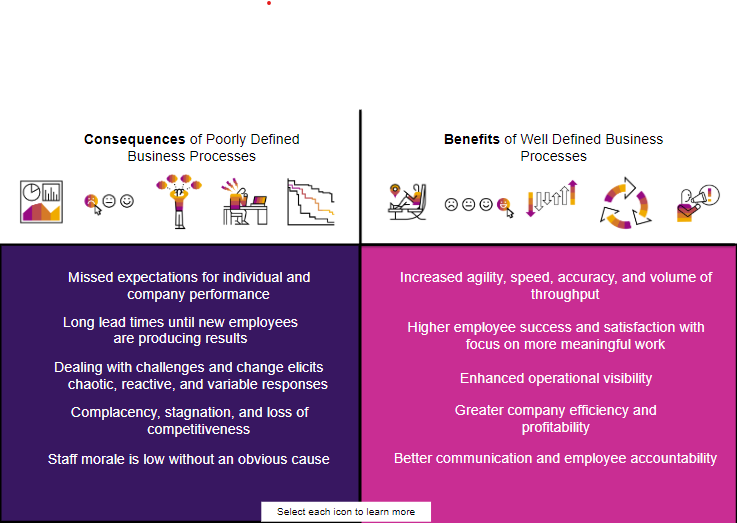 Consequences of Poorly Defined
Business Processes
Missed expectations for individual and
company performance
Long lead times until new employees
are producing results
Dealing with challenges and change elicits
chaotic, reactive, and variable responses
Complacency, stagnation, and loss of
competitiveness
Staff morale is low without an obvious cause
Benefits of Well Defined Business
Processes
Increased agility, speed, accuracy, and volume of
throughput
Higher employee success and satisfaction with
focus on more meaningful work
Enhanced operational visibility
Greater company efficiency and
profitability
Better communication and employee accountability
Select each icon to learn more